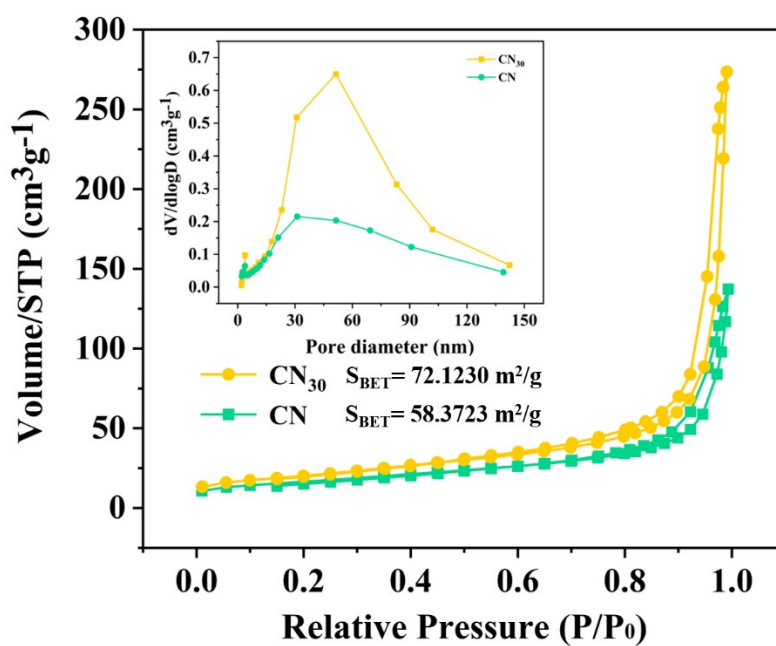 300
250
200
150
100
50
0
Volume/STP (cm³g⁻¹)
0.0 0.2 0.4 0.6 0.8 1.0
Relative Pressure (P/P₀)
0.7
0.6
0.5
0.4
0.3
0.2
0.1
0.0
dV/dlogD (cm³g⁻¹)
0 30 60 90 120 150
Pore diameter (nm)
CN₃₀
CN
CN₃₀ S_BET= 72.1230 m²/g
CN S_BET= 58.3723 m²/g